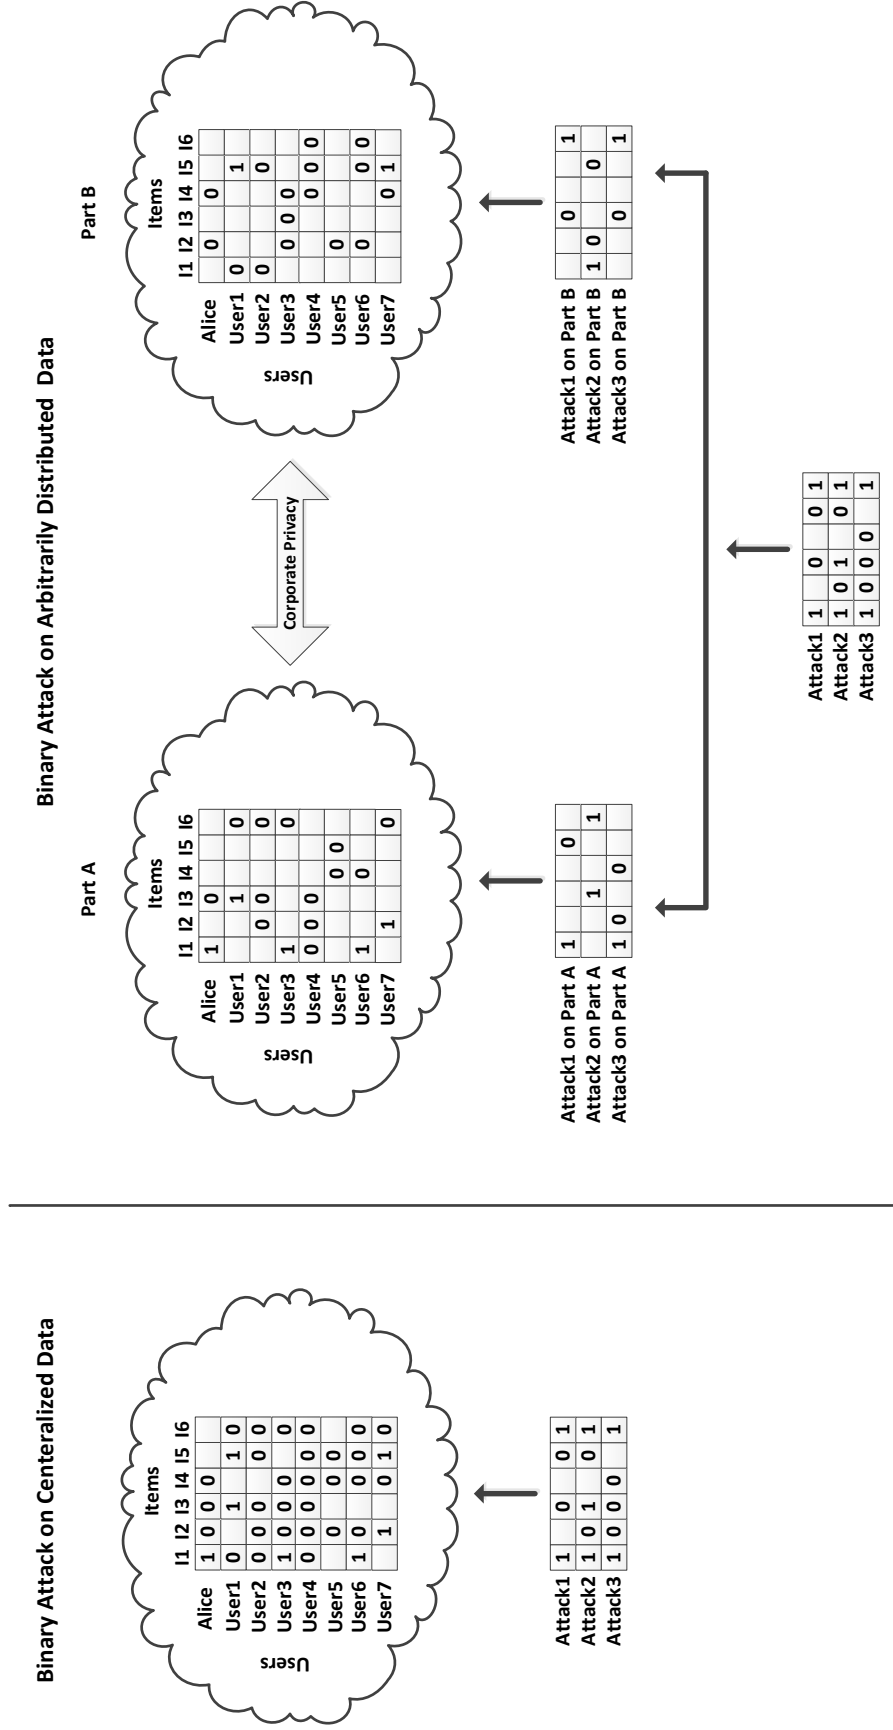 Binary Attack on Centeralized Data
Items
I1 I2 I3 I4 I5 I6
Users
Alice 1 0 0 0
User1 0 1 1 0
User2 0 0 0 0 0
User3 1 0 0 0 0
User4 0 0 0 0 0 0
User5 0 0 0
User6 1 0 0 0 0
User7 1 0 1 0
Attack1 1 0 0 1
Attack2 1 0 1 0 1
Attack3 1 0 0 0 1
Binary Attack on Arbitrarily Distributed Data
Part A
Items
I1 I2 I3 I4 I5 I6
Users
Alice 1 0
User1 1 0
User2 0 0 0
User3 1 0
User4 0 0 0
User5 0 0
User6 1 0
User7 1 0
Corporate Privacy
Part B
Items
I1 I2 I3 I4 I5 I6
Users
Alice 0 0
User1 0 1
User2 0 0
User3 0 0 0
User4 0 0 0
User5 0
User6 0 0 0
User7 0 1
Attack1 on Part A 1 0
Attack2 on Part A 1 1
Attack3 on Part A 1 0 0
Attack1 on Part B 0 1
Attack2 on Part B 1 0 0
Attack3 on Part B 0 1
Attack1 1 0 0 1
Attack2 1 0 1 0 1
Attack3 1 0 0 0 1